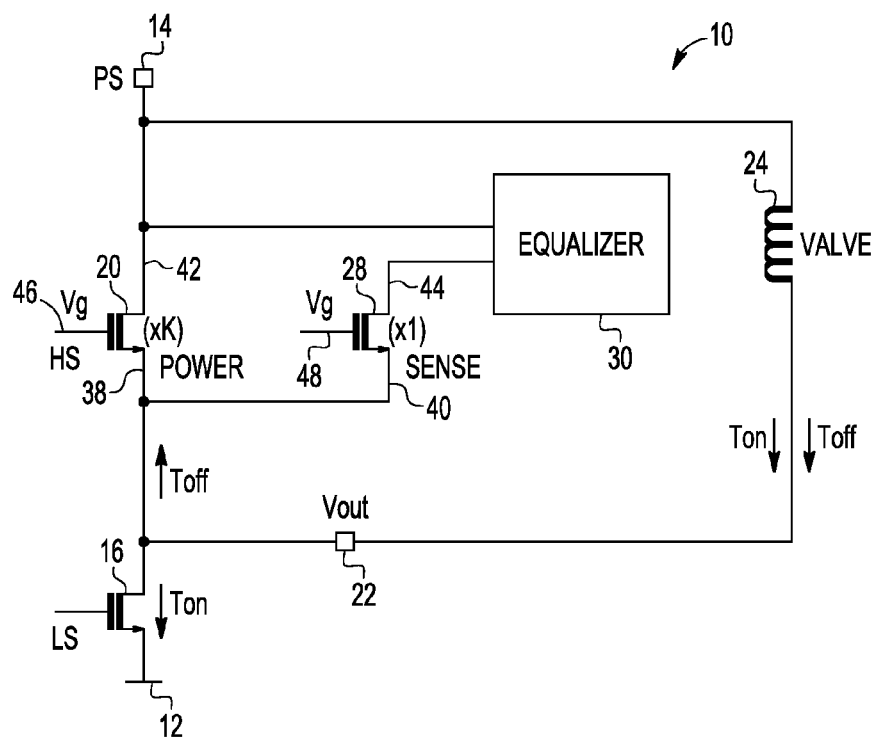 14
10
PS
24
EQUALIZER
VALVE
42
20
28
44
46
Vg
Vg
(xK)
(x1)
HS
POWER
48
SENSE
30
38
40
Ton
Toff
Toff
Vout
16
22
Ton
LS
12